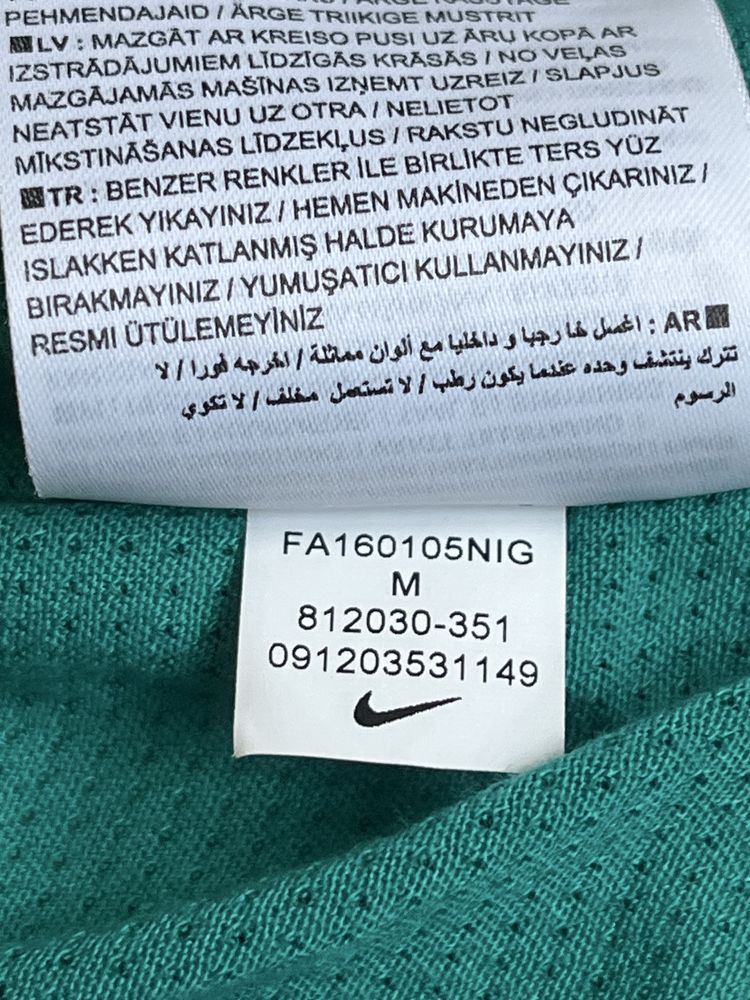 PEHMENDAJAID / ÄRGE TRIIKIGE MUSTRIT
LV : MAZGĀT AR KREISO PUSI UZ ĀRU KOPĀ AR
IZSTRĀDĀJUMIEM LĪDZĪGĀS KRĀSĀS / NO VEĻAS
MAZGĀJAMĀS MAŠĪNAS IZŅEMT UZREIZ / SLAPJUS
NEATSTĀT VIENU UZ OTRA / NELIETOT
MĪKSTINĀŠANAS LĪDZEKĻUS / RAKSTU NEGLUDINĀT
TR : BENZER RENKLER İLE BİRLİKTE TERS YÜZ
EDEREK YIKAYINIZ / HEMEN MAKİNEDEN ÇIKARINIZ /
ISLAKKEN KATLANMIŞ HALDE KURUMAYA
BIRAKMAYINIZ / YUMUŞATICI KULLANMAYINIZ /
RESMI ÜTÜLEMEYİNİZ
AR : اغسل خارجيا و داخليا مع ألوان مماثلة / اخرجه فورا / لا
تترك ينتشف وحده عندما يكون رطب / لا تستعمل مخلف / لا تكوي
الرسوم
FA160105NIG
M
812030-351
091203531149